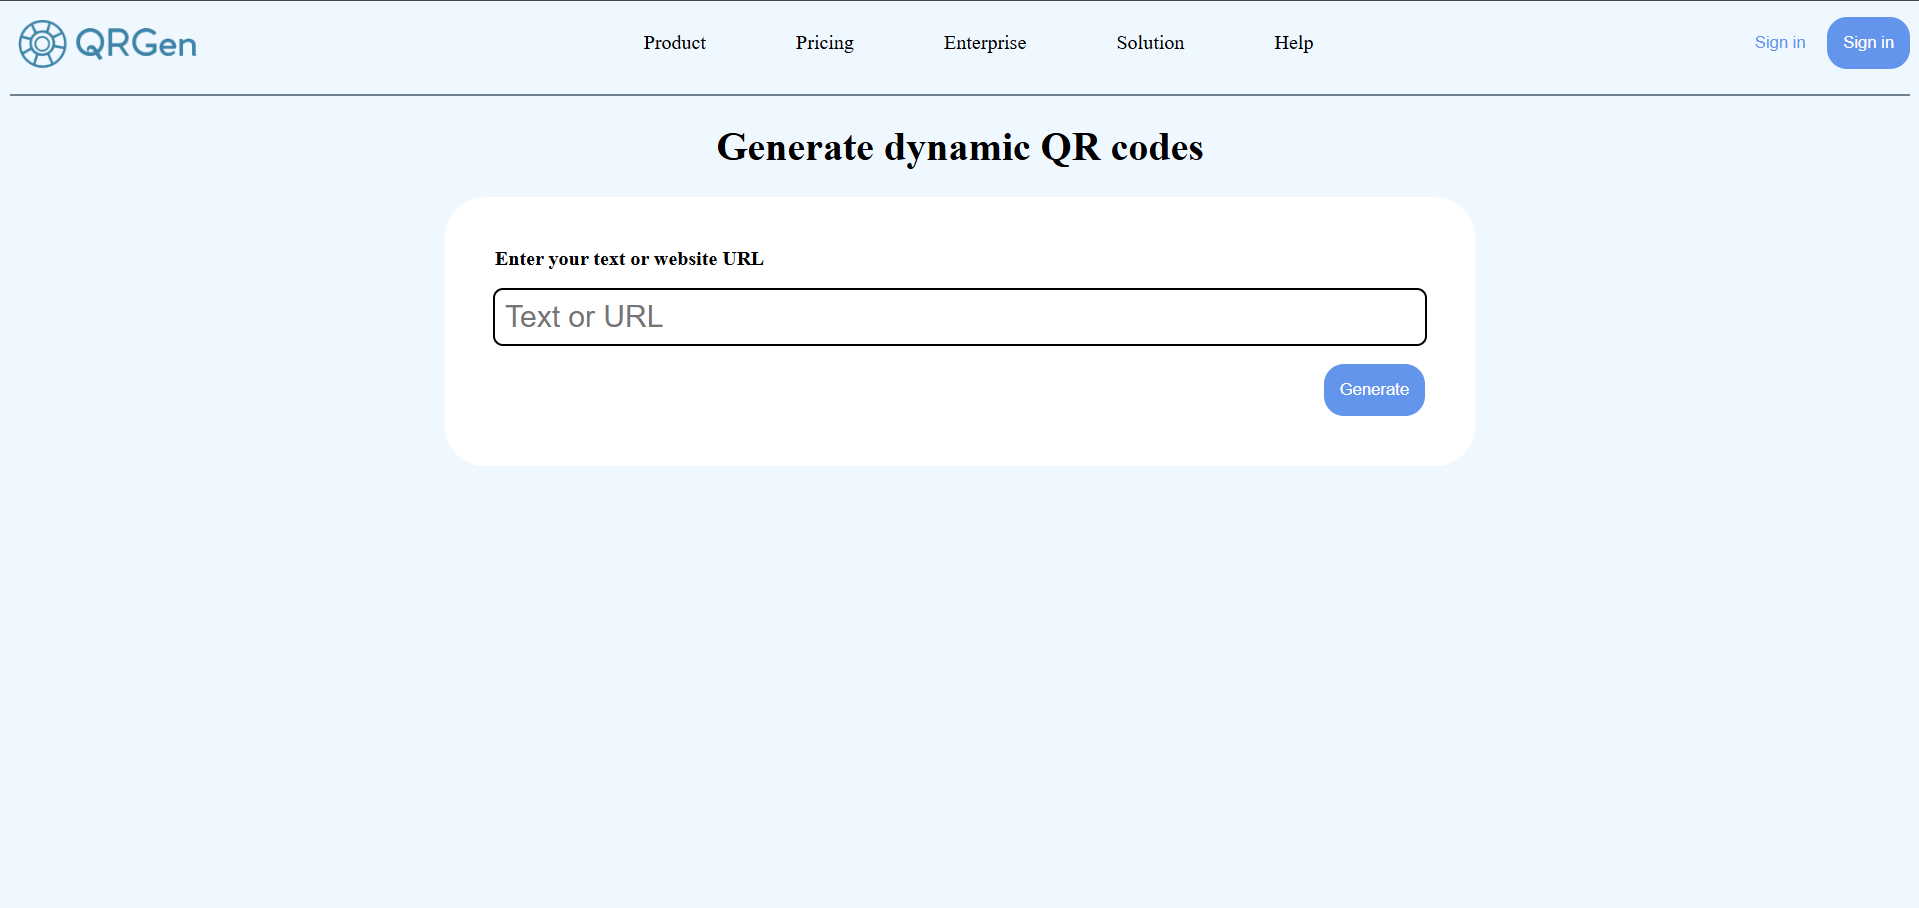 QRGen
Product Pricing Enterprise Solution Help
Sign in Sign in
Generate dynamic QR codes
Enter your text or website URL
Text or URL
Generate